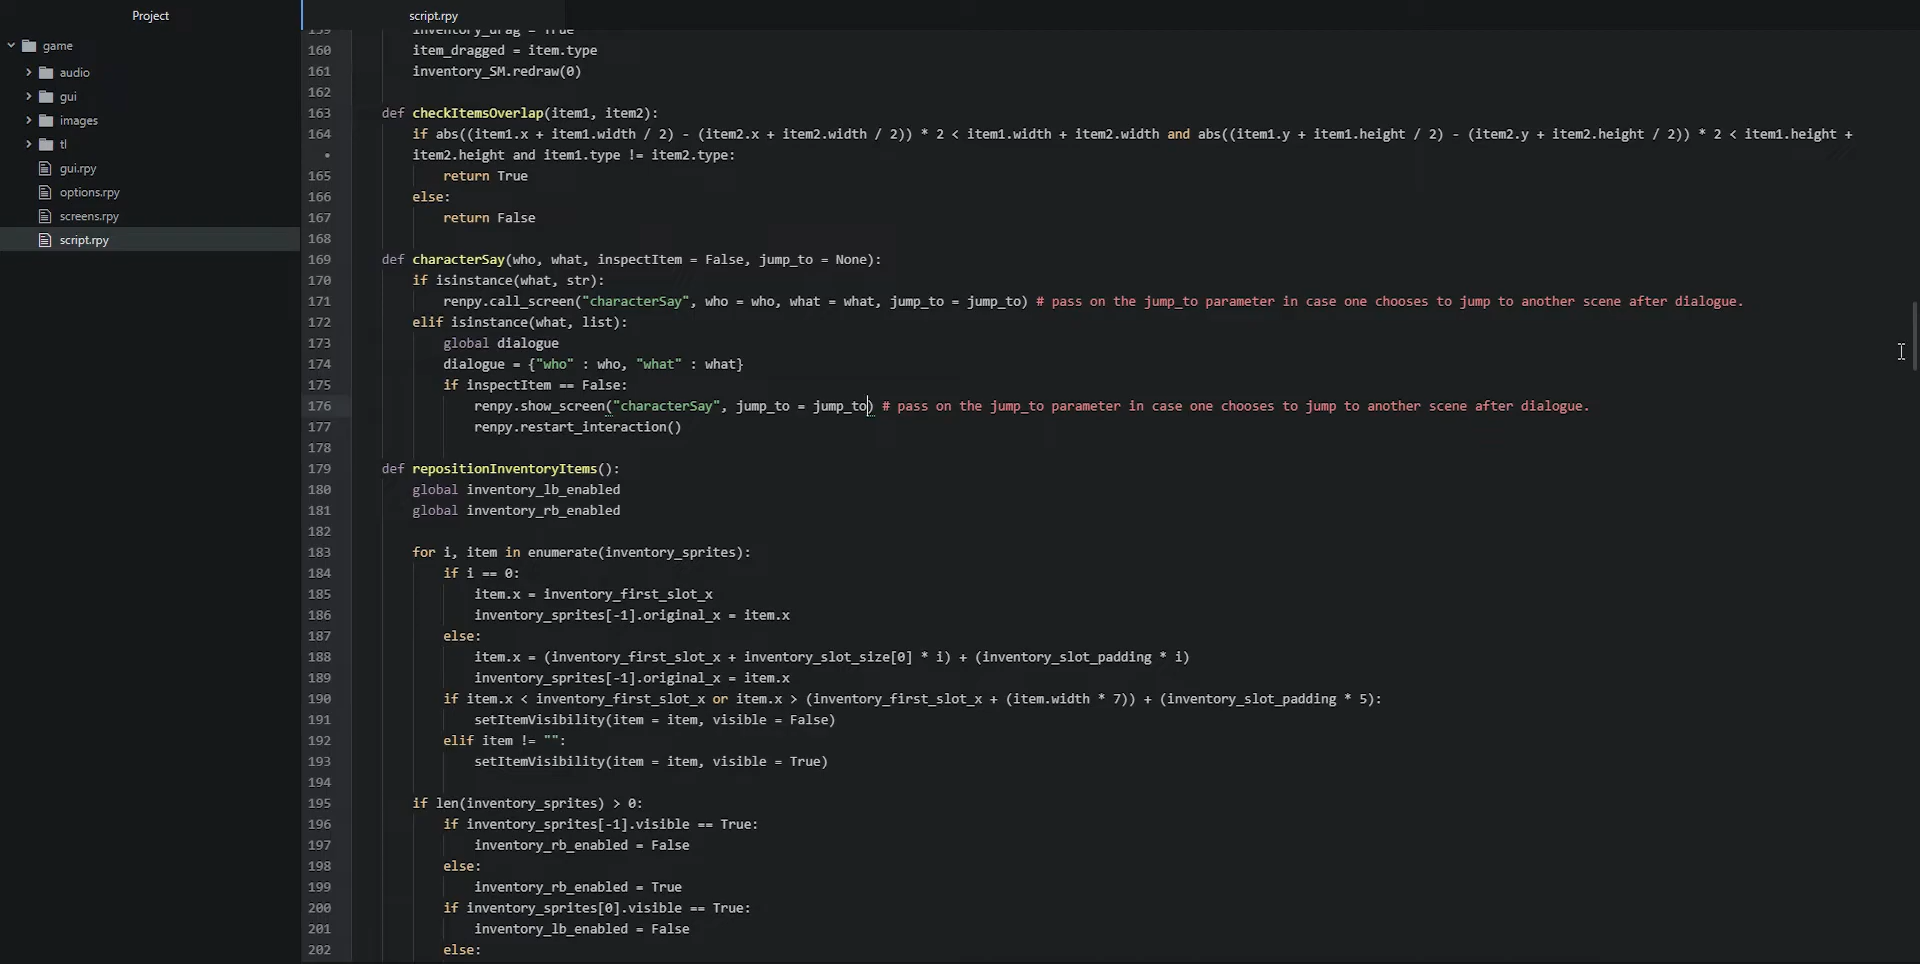 Project
script.rpy
game
audio
gui
images
tl
gui.rpy
options.rpy
screens.rpy
script.rpy
159 inventory_drag = True
160 item_dragged = item.type
161 inventory_SM.redraw(0)
162
163 def checkItemsOverlap(item1, item2):
164 if abs((item1.x + item1.width / 2) - (item2.x + item2.width / 2)) * 2 < item1.width + item2.width and abs((item1.y + item1.height / 2) - (item2.y + item2.height / 2)) * 2 < item1.height +
• item2.height and item1.type != item2.type:
165 return True
166 else:
167 return False
168
169 def characterSay(who, what, inspectItem = False, jump_to = None):
170 if isinstance(what, str):
171 renpy.call_screen("characterSay", who = who, what = what, jump_to = jump_to) # pass on the jump_to parameter in case one chooses to jump to another scene after dialogue.
172 elif isinstance(what, list):
173 global dialogue
174 dialogue = {"who" : who, "what" : what}
175 if inspectItem == False:
176 renpy.show_screen("characterSay", jump_to = jump_to) # pass on the jump_to parameter in case one chooses to jump to another scene after dialogue.
177 renpy.restart_interaction()
178
179 def repositionInventoryItems():
180 global inventory_lb_enabled
181 global inventory_rb_enabled
182
183 for i, item in enumerate(inventory_sprites):
184 if i == 0:
185 item.x = inventory_first_slot_x
186 inventory_sprites[-1].original_x = item.x
187 else:
188 item.x = (inventory_first_slot_x + inventory_slot_size[0] * i) + (inventory_slot_padding * i)
189 inventory_sprites[-1].original_x = item.x
190 if item.x < inventory_first_slot_x or item.x > (inventory_first_slot_x + (item.width * 7)) + (inventory_slot_padding * 5):
191 setItemVisibility(item = item, visible = False)
192 elif item != "":
193 setItemVisibility(item = item, visible = True)
194
195 if len(inventory_sprites) > 0:
196 if inventory_sprites[-1].visible == True:
197 inventory_rb_enabled = False
198 else:
199 inventory_rb_enabled = True
200 if inventory_sprites[0].visible == True:
201 inventory_lb_enabled = False
202 else: